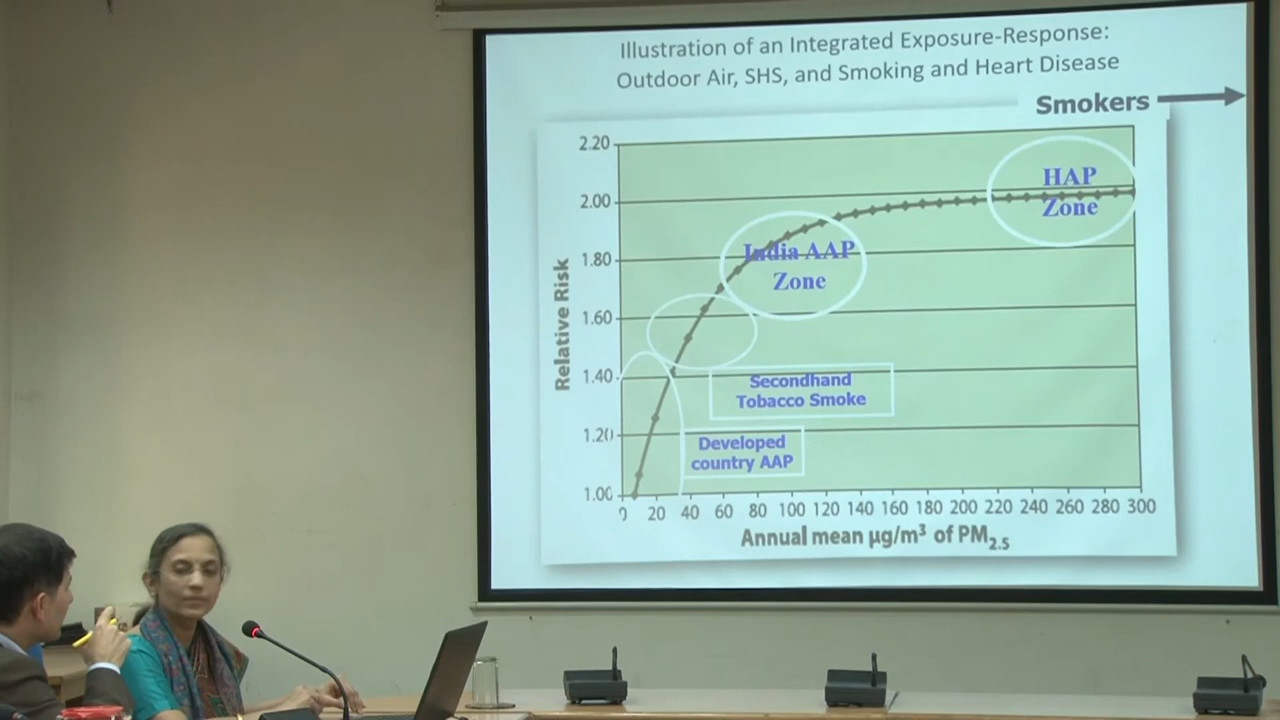 Illustration of an Integrated Exposure-Response:
Outdoor Air, SHS, and Smoking and Heart Disease
Smokers
2.20
2.00
1.80
1.60
1.40
1.20
1.00
Relative Risk
HAP
Zone
India AAP
Zone
Secondhand
Tobacco Smoke
Developed
country AAP
0 20 40 60 80 100 120 140 160 180 200 220 240 260 280 300
Annual mean µg/m³ of PM₂.₅